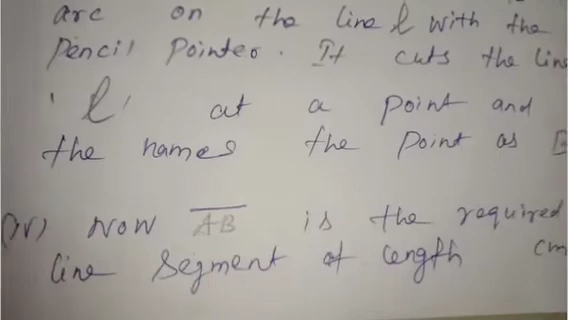 arc on the line l with the
Pencil Pointer. It cuts the line
'l' at a point and
the names the point as B
(iv) Now AB is the required
line segment of length cm